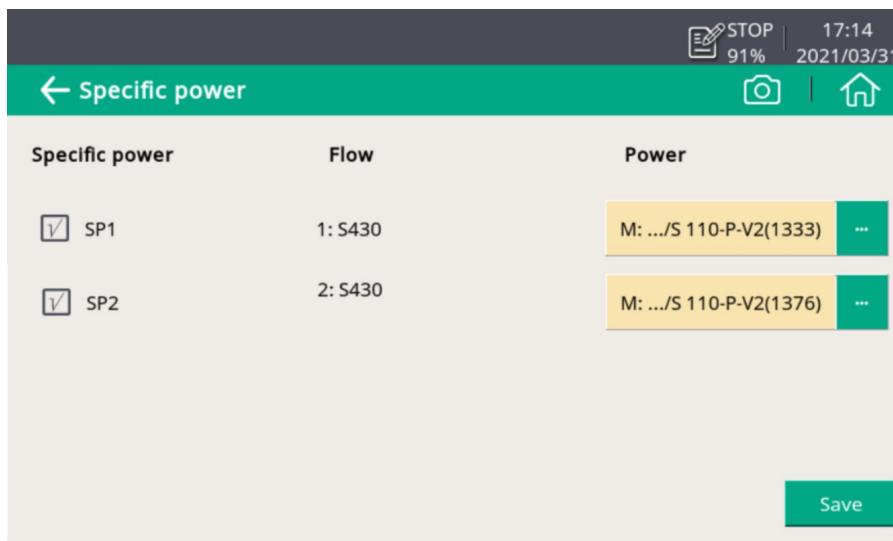 STOP 17:14
91% 2021/03/31
Specific power
Specific power Flow Power
SP1 1: S430 M: .../S 110-P-V2(1333) ...
SP2 2: S430 M: .../S 110-P-V2(1376) ...
Save